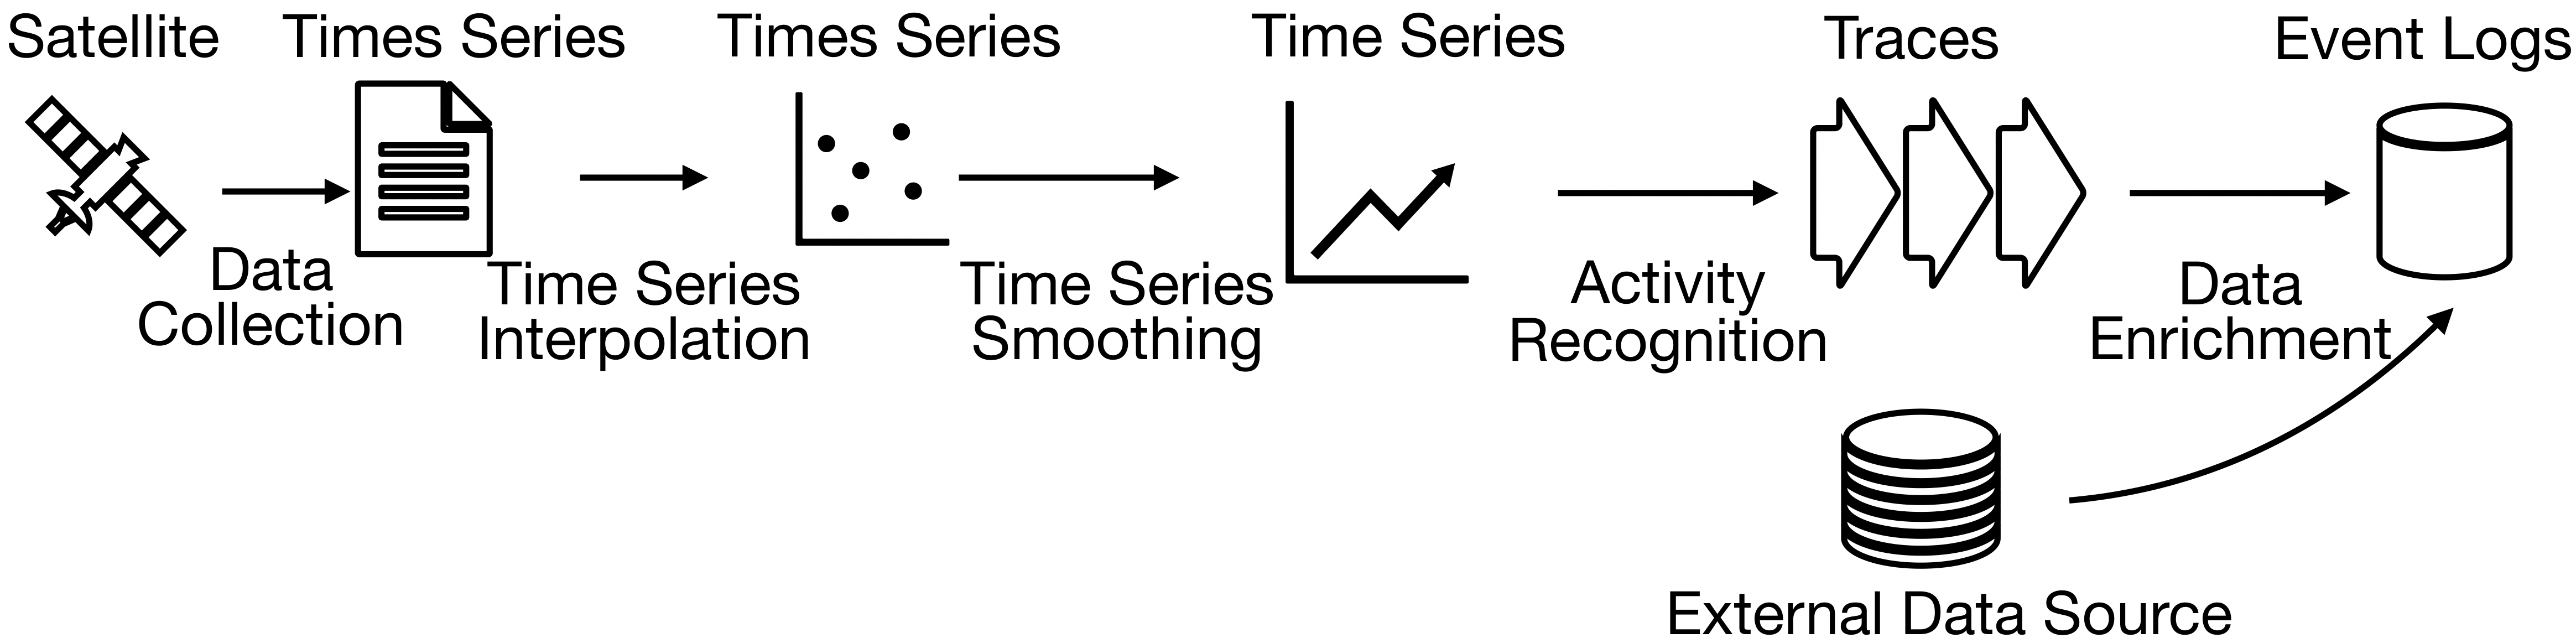 Satellite
Times Series
Times Series
Time Series
Traces
Event Logs
Data
Collection
Time Series
Interpolation
Time Series
Smoothing
Activity
Recognition
Data
Enrichment
External Data Source